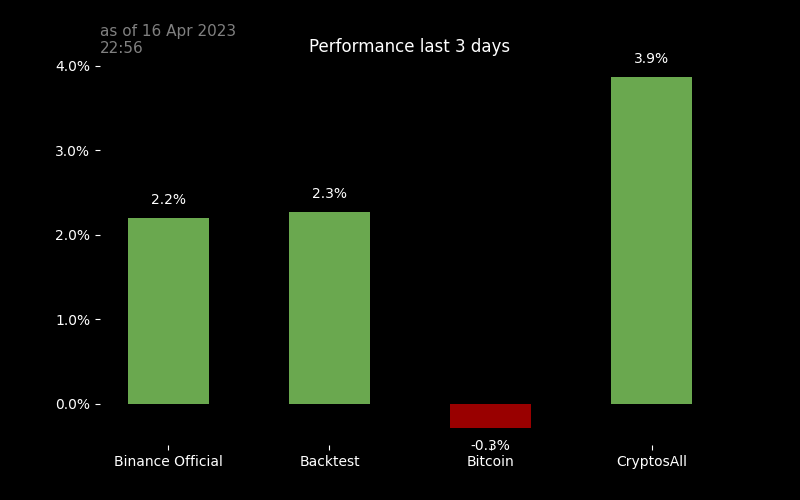 as of 16 Apr 2023
22:56
Performance last 3 days
4.0%
3.0%
2.0%
1.0%
0.0%
2.2%
2.3%
-0.3%
3.9%
Binance Official
Backtest
Bitcoin
CryptosAll